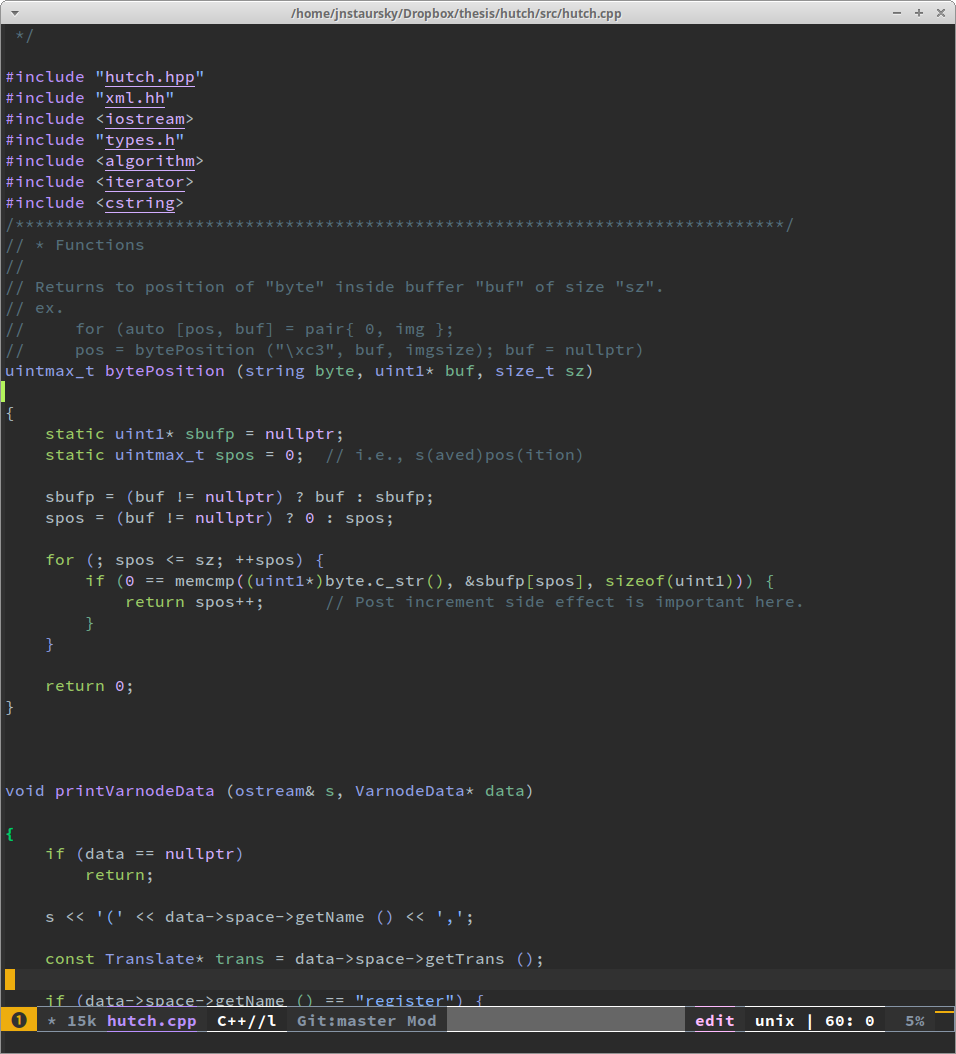 /home/jnstaursky/Dropbox/thesis/hutch/src/hutch.cpp
 */
#include "hutch.hpp"
#include "xml.hh"
#include <iostream>
#include "types.h"
#include <algorithm>
#include <iterator>
#include <cstring>
/*****************************************************************************/
// * Functions
//
// Returns to position of "byte" inside buffer "buf" of size "sz".
// ex.
//     for (auto [pos, buf] = pair{ 0, img };
//     pos = bytePosition ("\xc3", buf, imgsize); buf = nullptr)
uintmax_t bytePosition (string byte, uint1* buf, size_t sz)
{
    static uint1* sbufp = nullptr;
    static uintmax_t spos = 0;  // i.e., s(aved)pos(ition)
    sbufp = (buf != nullptr) ? buf : sbufp;
    spos = (buf != nullptr) ? 0 : spos;
    for (; spos <= sz; ++spos) {
        if (0 == memcmp((uint1*)byte.c_str(), &sbufp[spos], sizeof(uint1))) {
            return spos++;      // Post increment side effect is important here.
        }
    }
    return 0;
}
void printVarnodeData (ostream& s, VarnodeData* data)
{
    if (data == nullptr)
        return;
    s << '(' << data->space->getName () << ',';
    const Translate* trans = data->space->getTrans ();
    if (data->space->getName () == "register") {
1 * 15k hutch.cpp C++//l Git:master Mod edit unix | 60: 0 5%